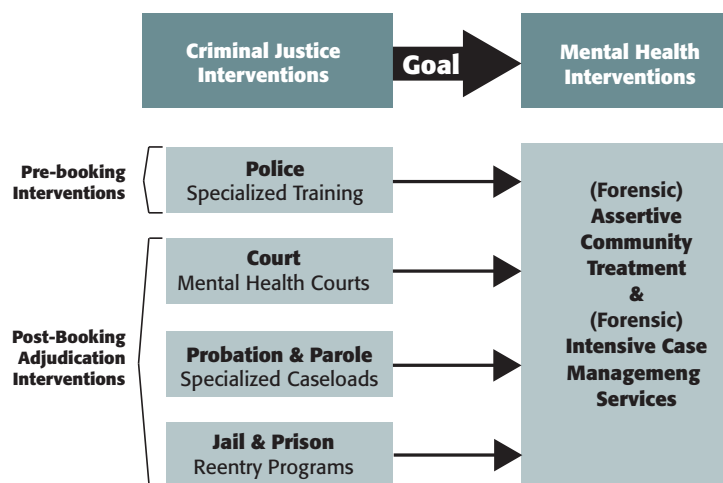 Criminal Justice
Interventions
Goal
Mental Health
Interventions
Pre-booking
Interventions
Police
Specialized Training
Court
Mental Health Courts
Post-Booking
Adjudication
Interventions
Probation & Parole
Specialized Caseloads
Jail & Prison
Reentry Programs
(Forensic)
Assertive
Community
Treatment
&
(Forensic)
Intensive Case
Managemeng
Services